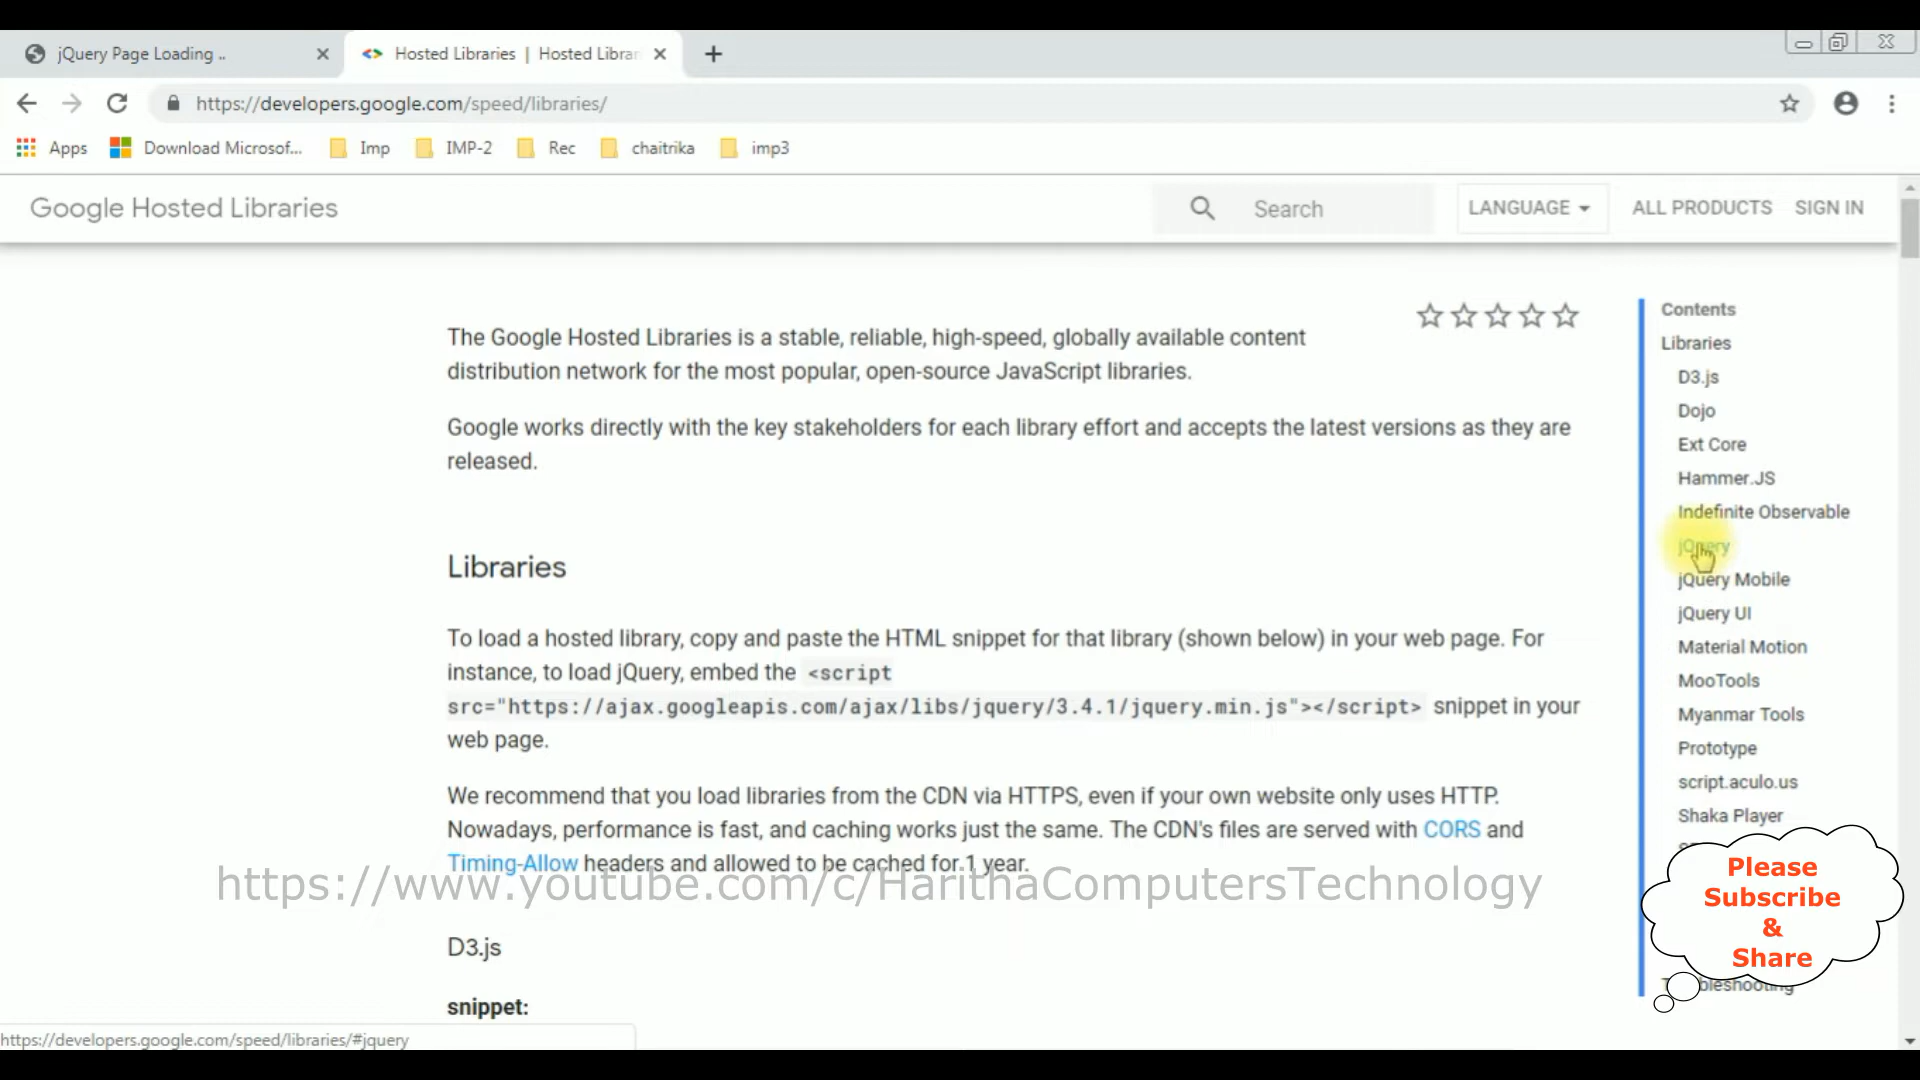 jQuery Page Loading ..
Hosted Libraries | Hosted Librar
https://developers.google.com/speed/libraries/
Apps
Download Microsof...
Imp
IMP-2
Rec
chaitrika
imp3
Google Hosted Libraries
Search
LANGUAGE
ALL PRODUCTS
SIGN IN
The Google Hosted Libraries is a stable, reliable, high-speed, globally available content
distribution network for the most popular, open-source JavaScript libraries.
Google works directly with the key stakeholders for each library effort and accepts the latest versions as they are
released.
Libraries
To load a hosted library, copy and paste the HTML snippet for that library (shown below) in your web page. For
instance, to load jQuery, embed the <script
src="https://ajax.googleapis.com/ajax/libs/jquery/3.4.1/jquery.min.js"></script> snippet in your
web page.
We recommend that you load libraries from the CDN via HTTPS, even if your own website only uses HTTP.
Nowadays, performance is fast, and caching works just the same. The CDN's files are served with CORS and
Timing-Allow headers and allowed to be cached for 1 year.
https://www.youtube.com/c/HarithaComputersTechnology
D3.js
snippet:
Contents
Libraries
D3.js
Dojo
Ext Core
Hammer.JS
Indefinite Observable
jQuery
jQuery Mobile
jQuery UI
Material Motion
MooTools
Myanmar Tools
Prototype
script.aculo.us
Shaka Player
Please
Subscribe
&
Share
https://developers.google.com/speed/libraries/#jquery